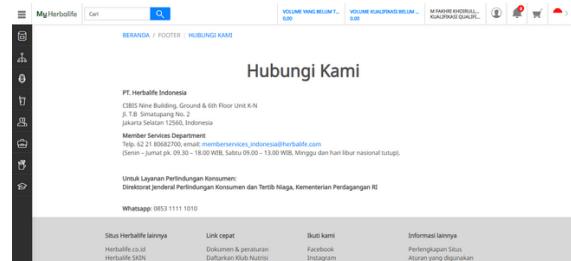 MyHerbalife
Cari
VOLUME YANG BELUM T...
0,00
VOLUME KUALIFIKASI BELUM ...
0,00
M FAKHRI KHOIRULL...
KUALIFIKASI QUALIFI...
BERANDA / FOOTER / HUBUNGI KAMI
Hubungi Kami
PT. Herbalife Indonesia
CIBIS Nine Building, Ground & 6th Floor Unit K-N
Jl. T.B Simatupang No. 2
Jakarta Selatan 12560, Indonesia
Member Services Department
Telp. 62 21 80682700, email: memberservices_indonesia@herbalife.com
(Senin – Jumat pk. 09.30 – 18.00 WIB, Sabtu 09.00 – 13.00 WIB, Minggu dan hari libur nasional tutup).
Untuk Layanan Perlindungan Konsumen:
Direktorat Jenderal Perlindungan Konsumen dan Tertib Niaga, Kementerian Perdagangan RI
Whatsapp: 0853 1111 1010
Situs Herbalife lainnya
Link cepat
Ikuti kami
Informasi lainnya
Herbalife.co.id
Dokumen & peraturan
Facebook
Perlengkapan Situs
Herbalife SKIN
Daftarkan Klub Nutrisi
Instagram
Aturan yang digunakan